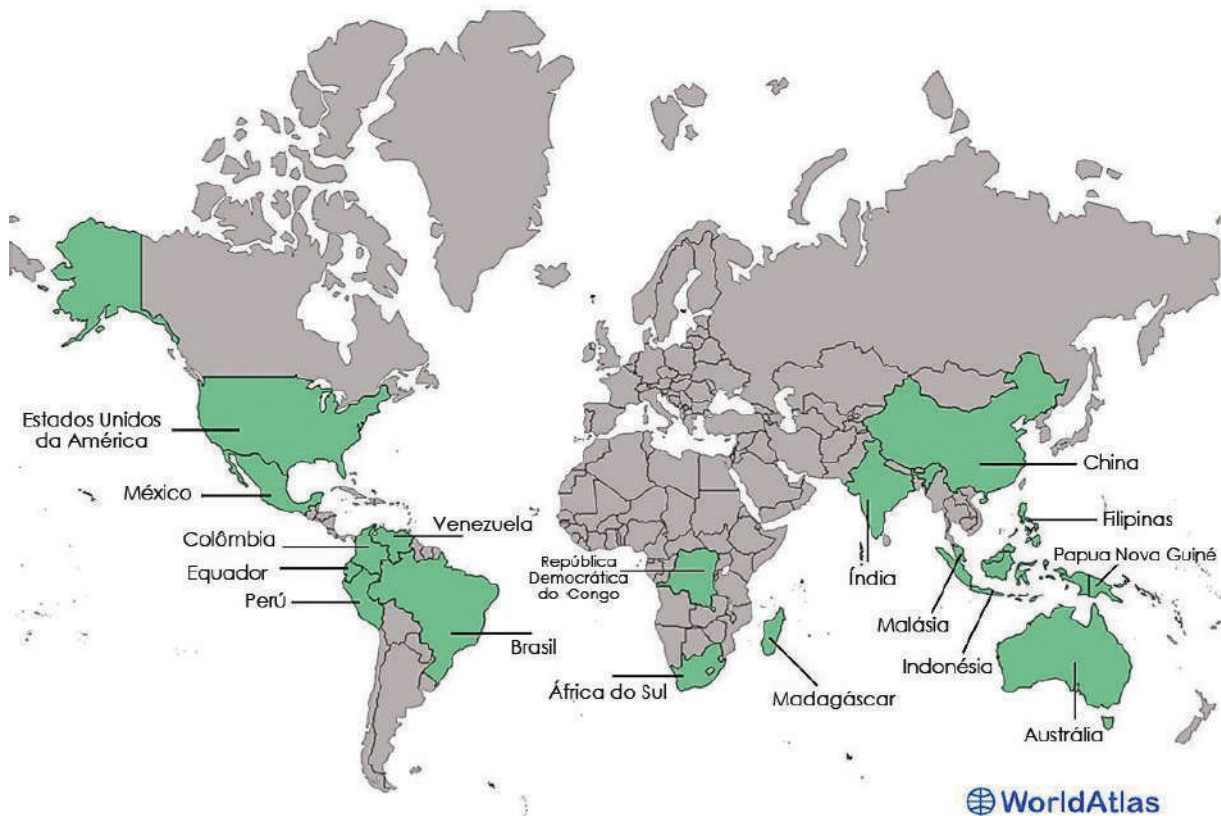 Estados Unidos
da América
México
Colômbia
Venezuela
Equador
Perú
Brasil
República
Democrática
do Congo
África do Sul
Madagáscar
China
Filipinas
Índia
Papua Nova Guiné
Malásia
Indonésia
Austrália
WorldAtlas